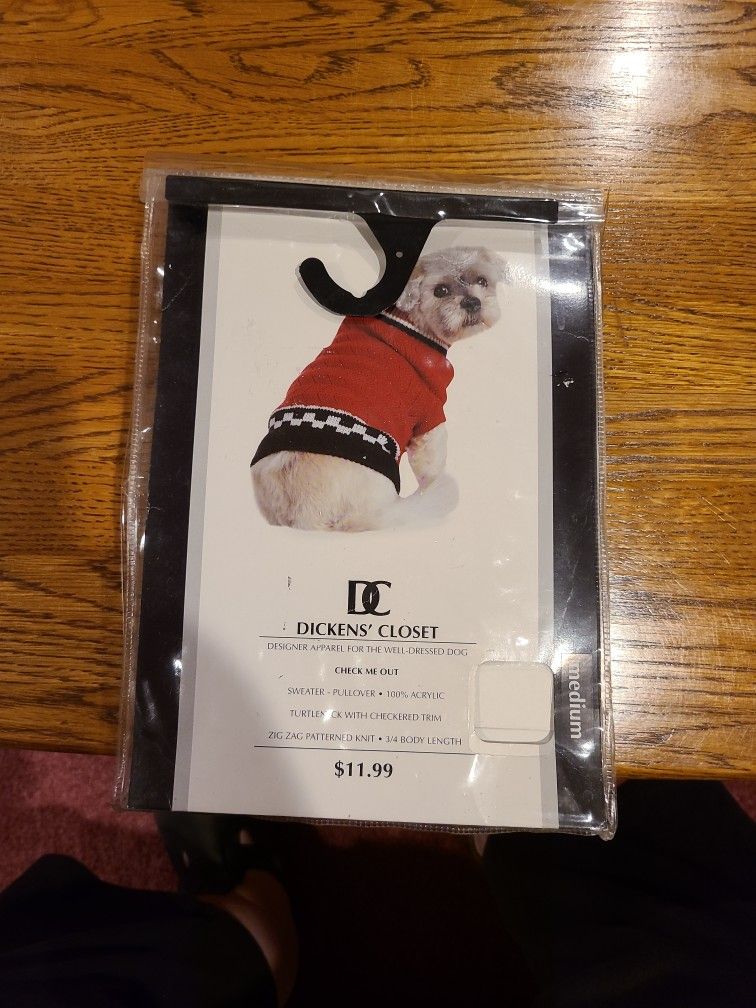 DC
DICKENS' CLOSET
DESIGNER APPAREL FOR THE WELL-DRESSED DOG
CHECK ME OUT
SWEATER - PULLOVER • 100% ACRYLIC
TURTLENECK WITH CHECKERED TRIM
ZIG ZAG PATTERNED KNIT • 3/4 BODY LENGTH
$11.99
medium